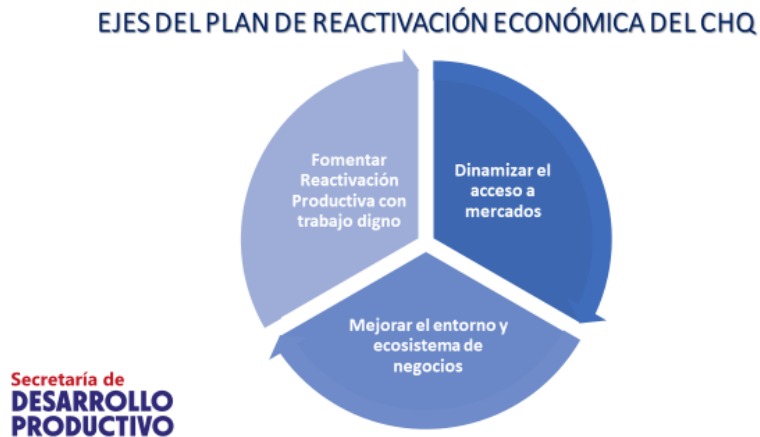 EJES DEL PLAN DE REACTIVACIÓN ECONÓMICA DEL CHQ
Fomentar
Reactivación
Productiva con
trabajo digno
Dinamizar el
acceso a
mercados
Mejorar el entorno y
ecosistema de
negocios
Secretaría de
DESARROLLO
PRODUCTIVO